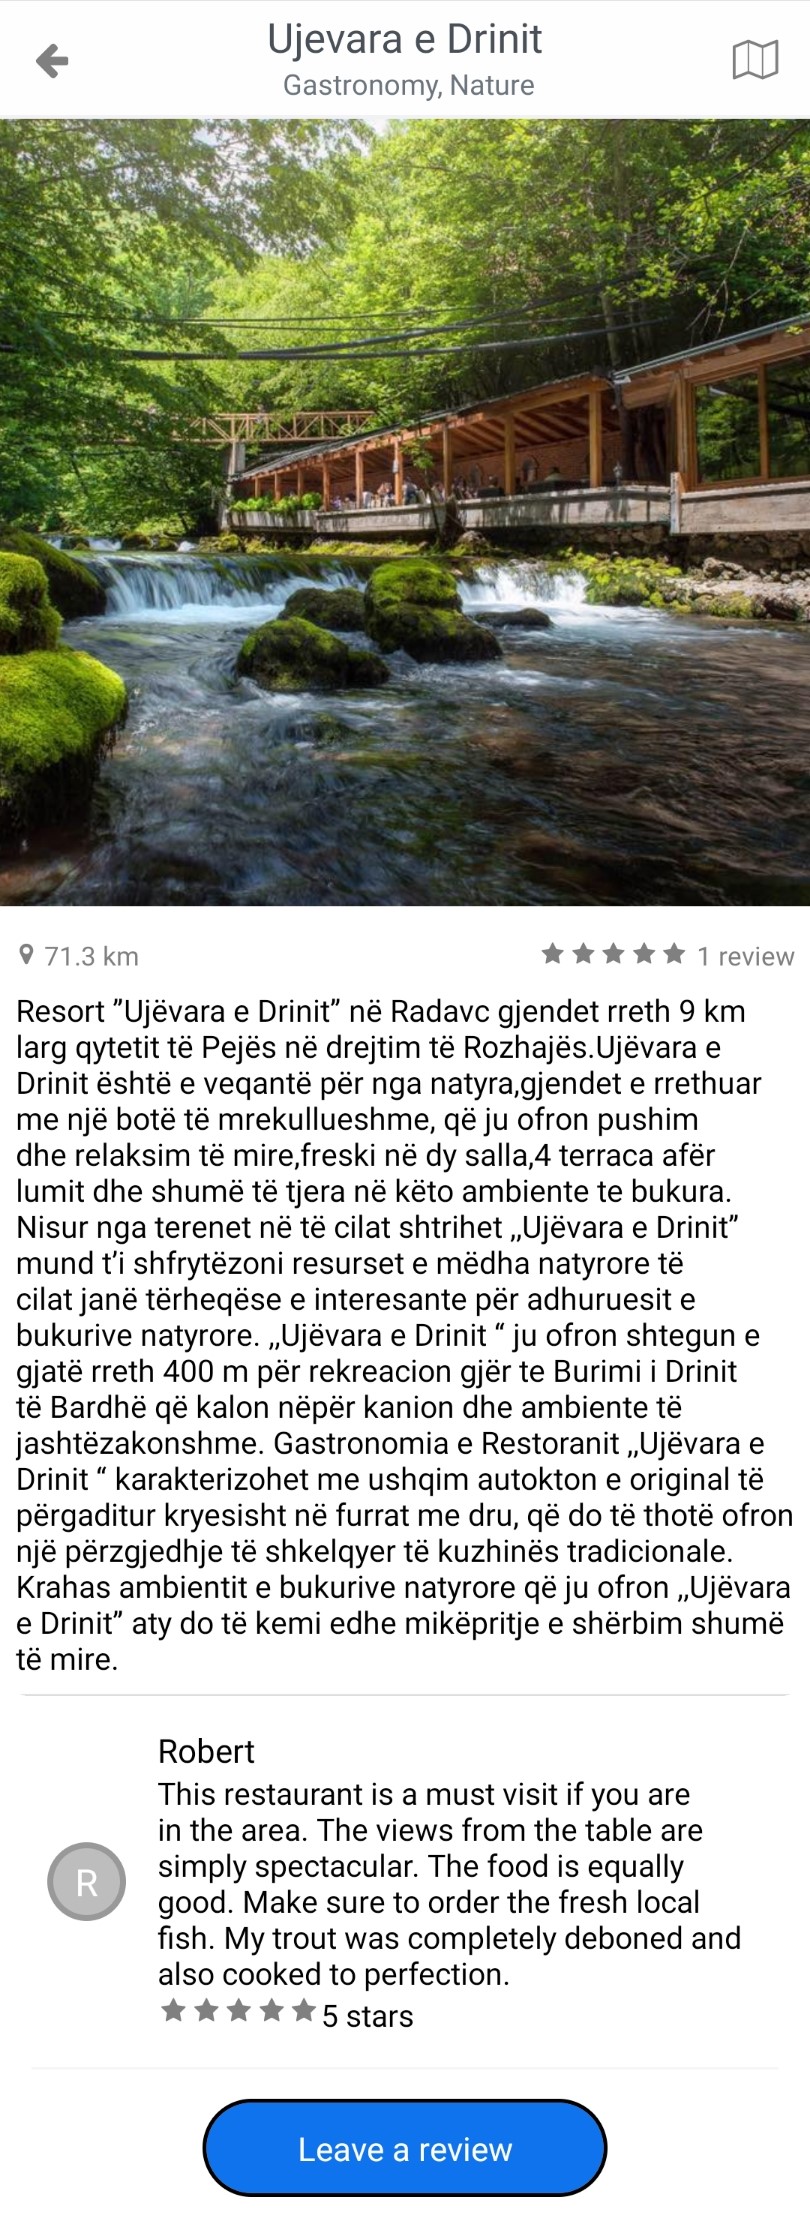 Ujevara e Drinit
Gastronomy, Nature
71.3 km
1 review
Resort ”Ujëvara e Drinit” në Radavc gjendet rreth 9 km
larg qytetit të Pejës në drejtim të Rozhajës.Ujëvara e
Drinit është e veqantë për nga natyra,gjendet e rrethuar
me një botë të mrekullueshme, që ju ofron pushim
dhe relaksim të mire,freski në dy salla,4 terraca afër
lumit dhe shumë të tjera në këto ambiente te bukura.
Nisur nga terenet në të cilat shtrihet ,,Ujëvara e Drinit”
mund t’i shfrytëzoni resurset e mëdha natyrore të
cilat janë tërheqëse e interesante për adhuruesit e
bukurive natyrore. ,,Ujëvara e Drinit “ ju ofron shtegun e
gjatë rreth 400 m për rekreacion gjër te Burimi i Drinit
të Bardhë që kalon nëpër kanion dhe ambiente të
jashtëzakonshme. Gastronomia e Restoranit ,,Ujëvara e
Drinit “ karakterizohet me ushqim autokton e original të
përgaditur kryesisht në furrat me dru, që do të thotë ofron
një përzgjedhje të shkelqyer të kuzhinës tradicionale.
Krahas ambientit e bukurive natyrore që ju ofron ,,Ujëvara
e Drinit” aty do të kemi edhe mikëpritje e shërbim shumë
të mire.
Robert
R
This restaurant is a must visit if you are
in the area. The views from the table are
simply spectacular. The food is equally
good. Make sure to order the fresh local
fish. My trout was completely deboned and
also cooked to perfection.
5 stars
Leave a review